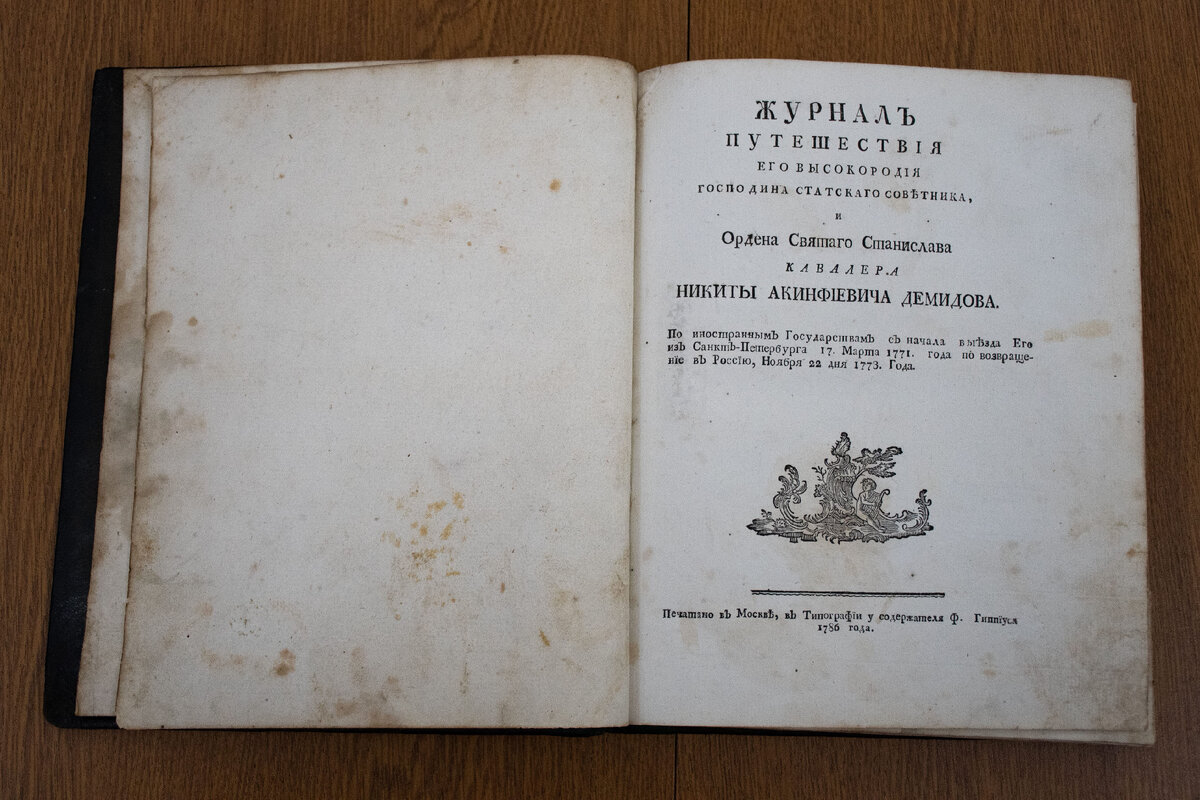 ЖУРНАЛЪ
ПУТЕШЕСТВІЯ
ЕГО ВЫСОКОРОДІЯ
ГОСПОДИНА СТАТСКАГО СОВѢТНИКА,
И
Ордена Святаго Станислава
КАВАЛЕРА
НИКИТЫ АКИНФІЕВИЧА ДЕМИДОВА.
По иностраннымъ Государствамъ съ начала выѣзда Его
изъ Санктъ-Петербурга 17. Марта 1771. года по возвраще-
ніе въ Россію, Ноября 22 дня 1773. Года.
Печатано въ Москвѣ, въ Типографіи у содержателя Ф. Гиппіуса
1786 года.